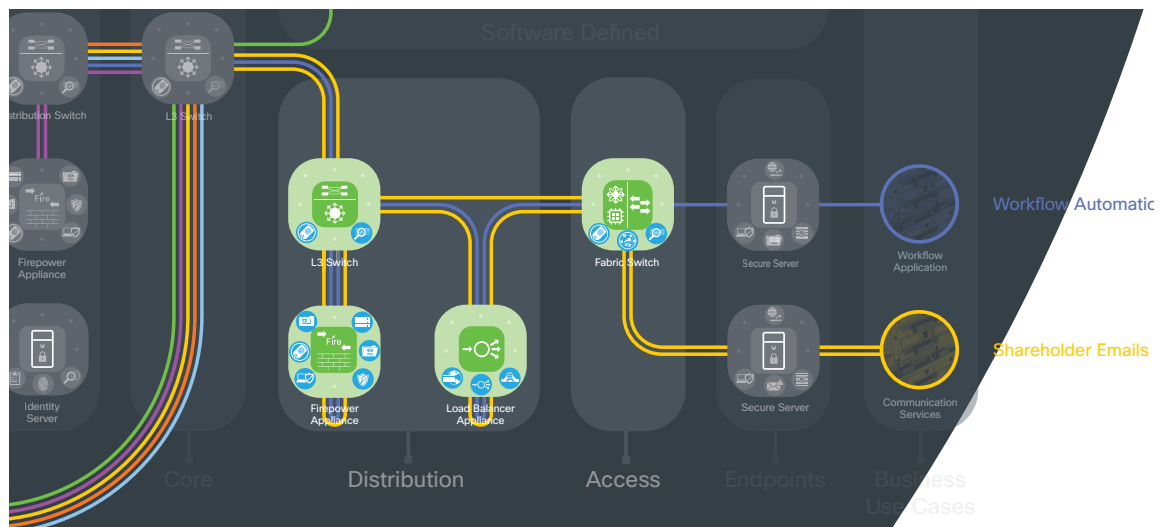 Software Defined
stribution Switch
L3 Switch
Fire
Firepower
Appliance
L3 Switch
Fabric Switch
Secure Server
Workflow
Application
Workflow Automatic
Fire
Identity
Server
Firepower
Appliance
Load Balancer
Appliance
Secure Server
Communication
Services
Shareholder Emails
Core
Distribution
Access
Endpoints
Business
Use Cases